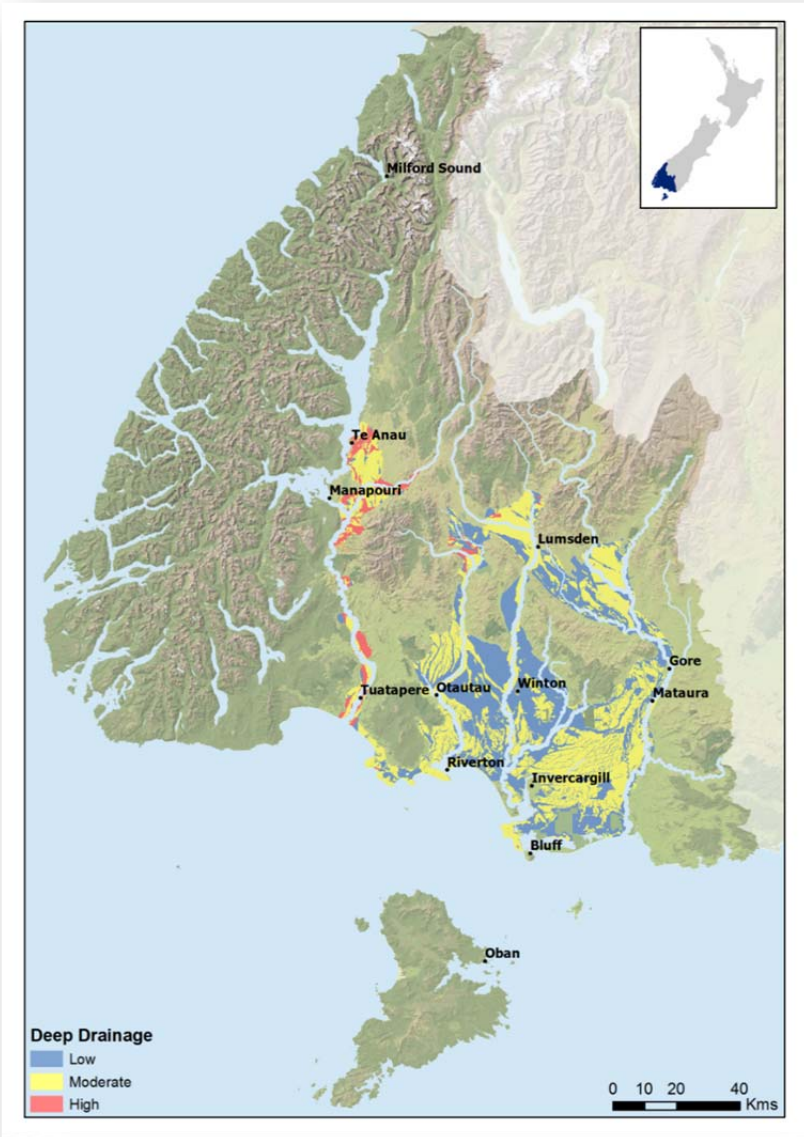 Milford Sound
Te Anau
Manapouri
Lumsden
Gore
Tuatapere
Otautau
Winton
Mataura
Riverton
Invercargill
Bluff
Oban
Deep Drainage
Low
Moderate
High
0 10 20 40
Kms